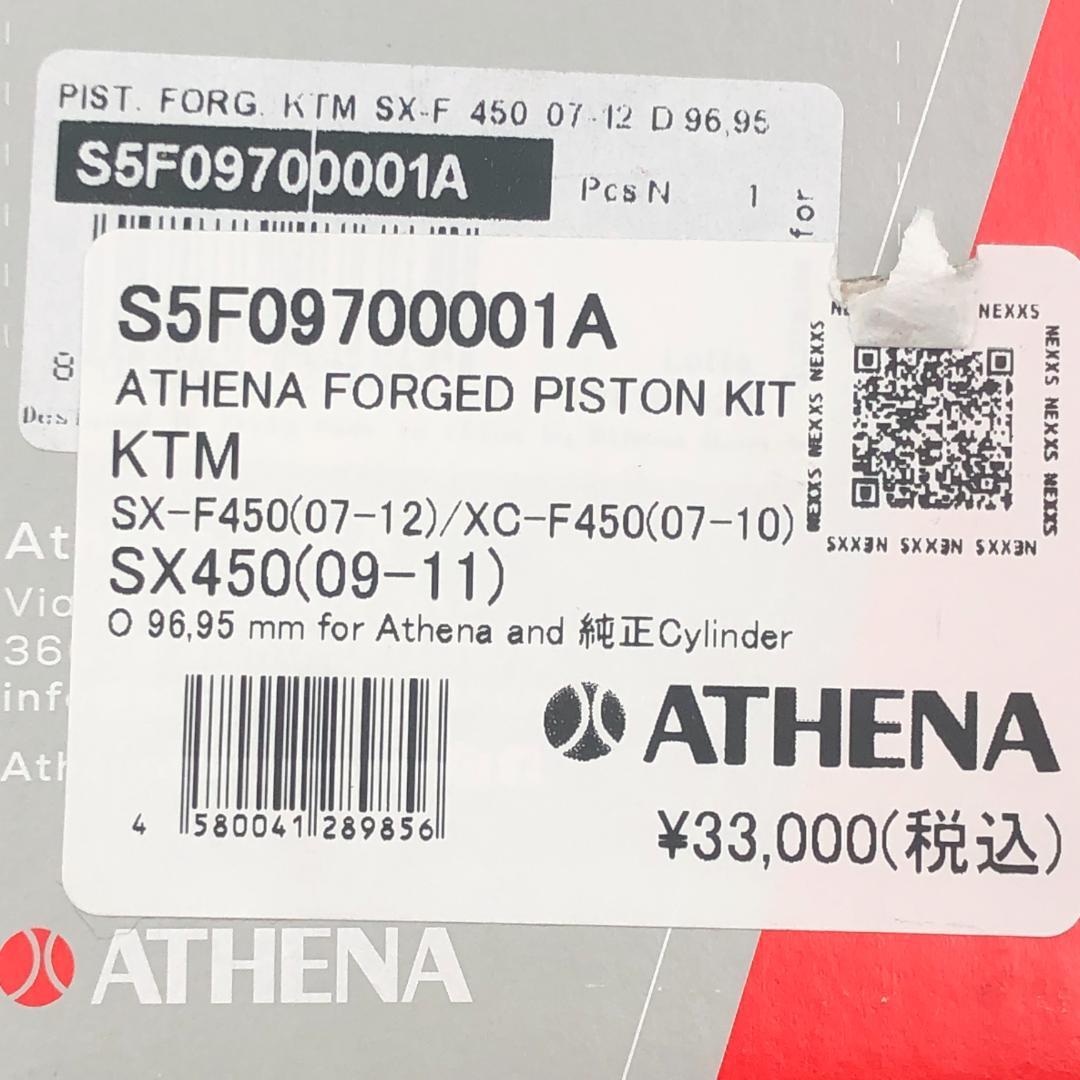 PIST. FORG. KTM SX-F 450 07-12 D 96,95
S5F09700001A
Pcs N 1
for
8
S5F09700001A
ATHENA FORGED PISTON KIT
KTM
SX-F450(07-12)/XC-F450(07-10)
SX450(09-11)
O 96,95 mm for Athena and 純正Cylinder
4 580041 289856
ATHENA
¥33,000(税込)
NEXXS
NEXXS NEXXS NEXXS
NEXXS NEXXS NEXXS
NEXXS NEXXS NEXXS
ATHENA